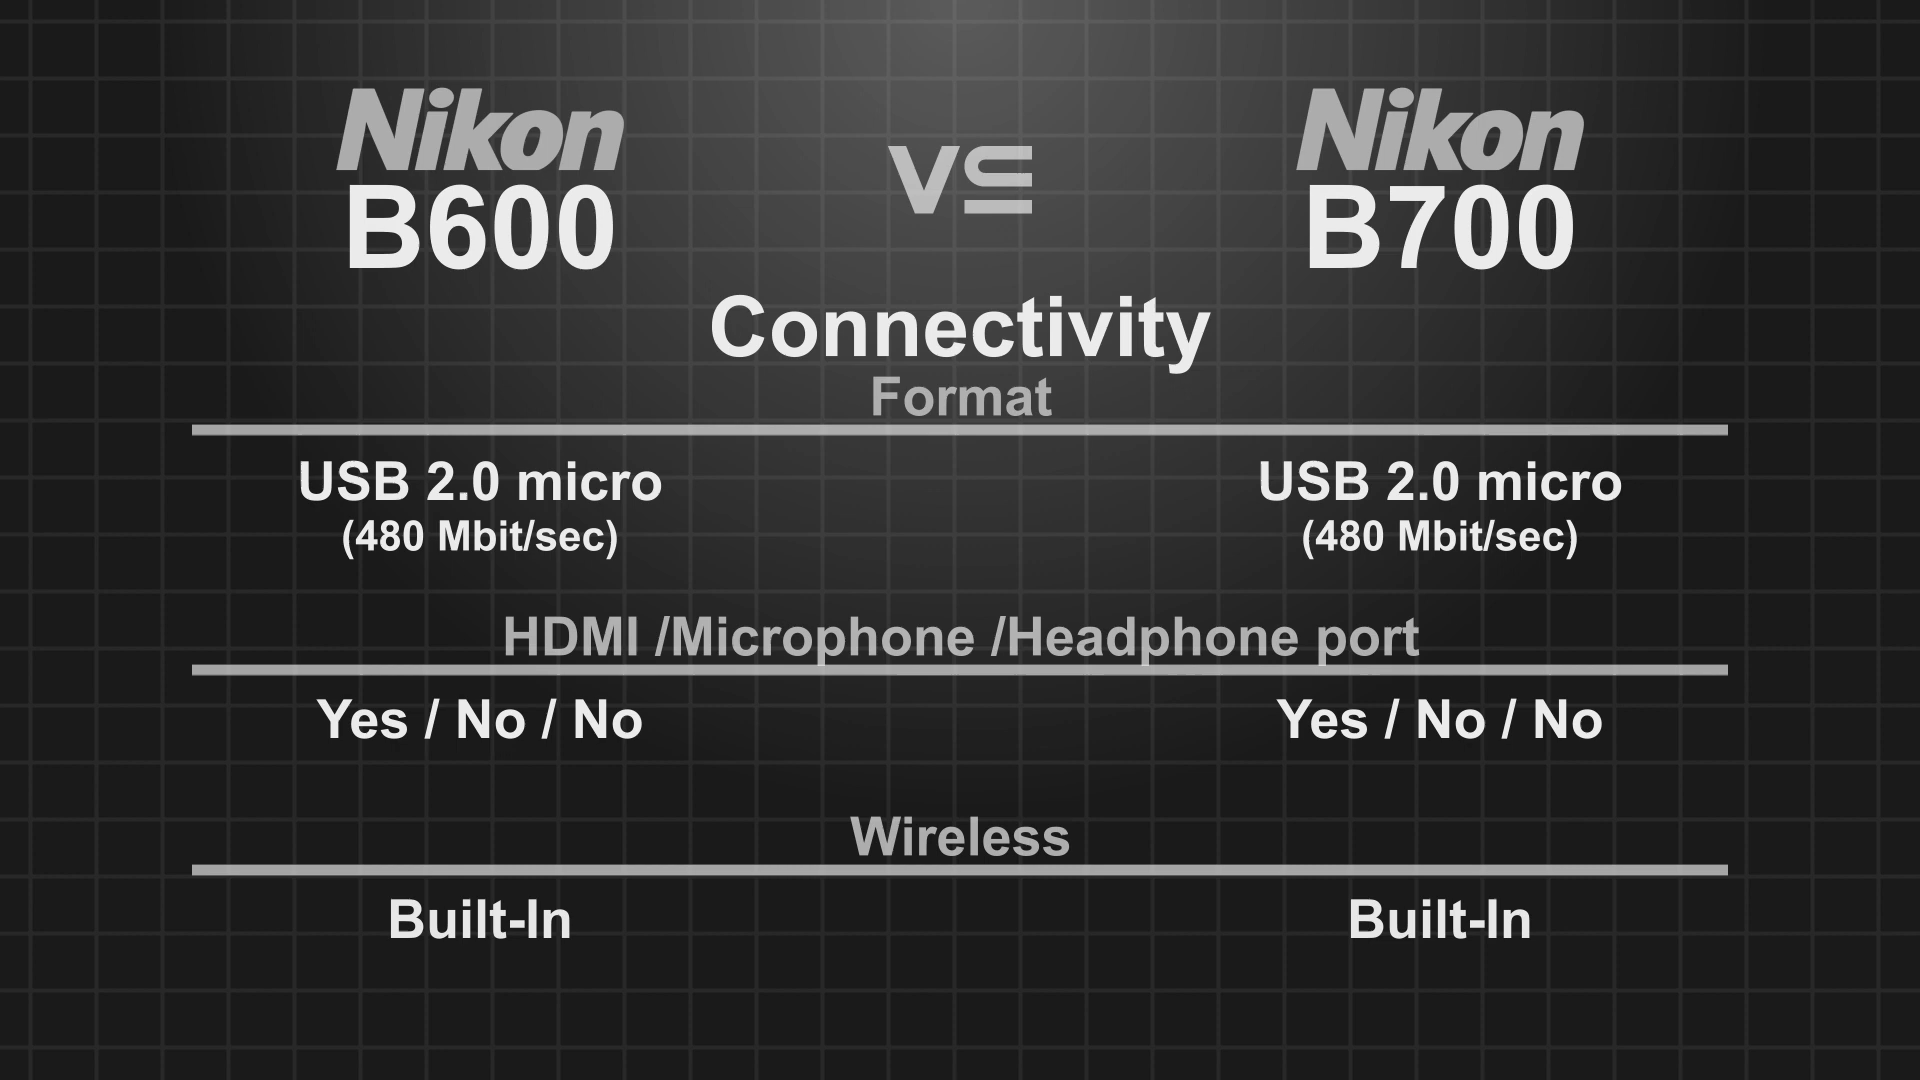 Nikon
B600
VS
Nikon
B700
Connectivity
Format
USB 2.0 micro
(480 Mbit/sec)
USB 2.0 micro
(480 Mbit/sec)
HDMI /Microphone /Headphone port
Yes / No / No
Yes / No / No
Wireless
Built-In
Built-In